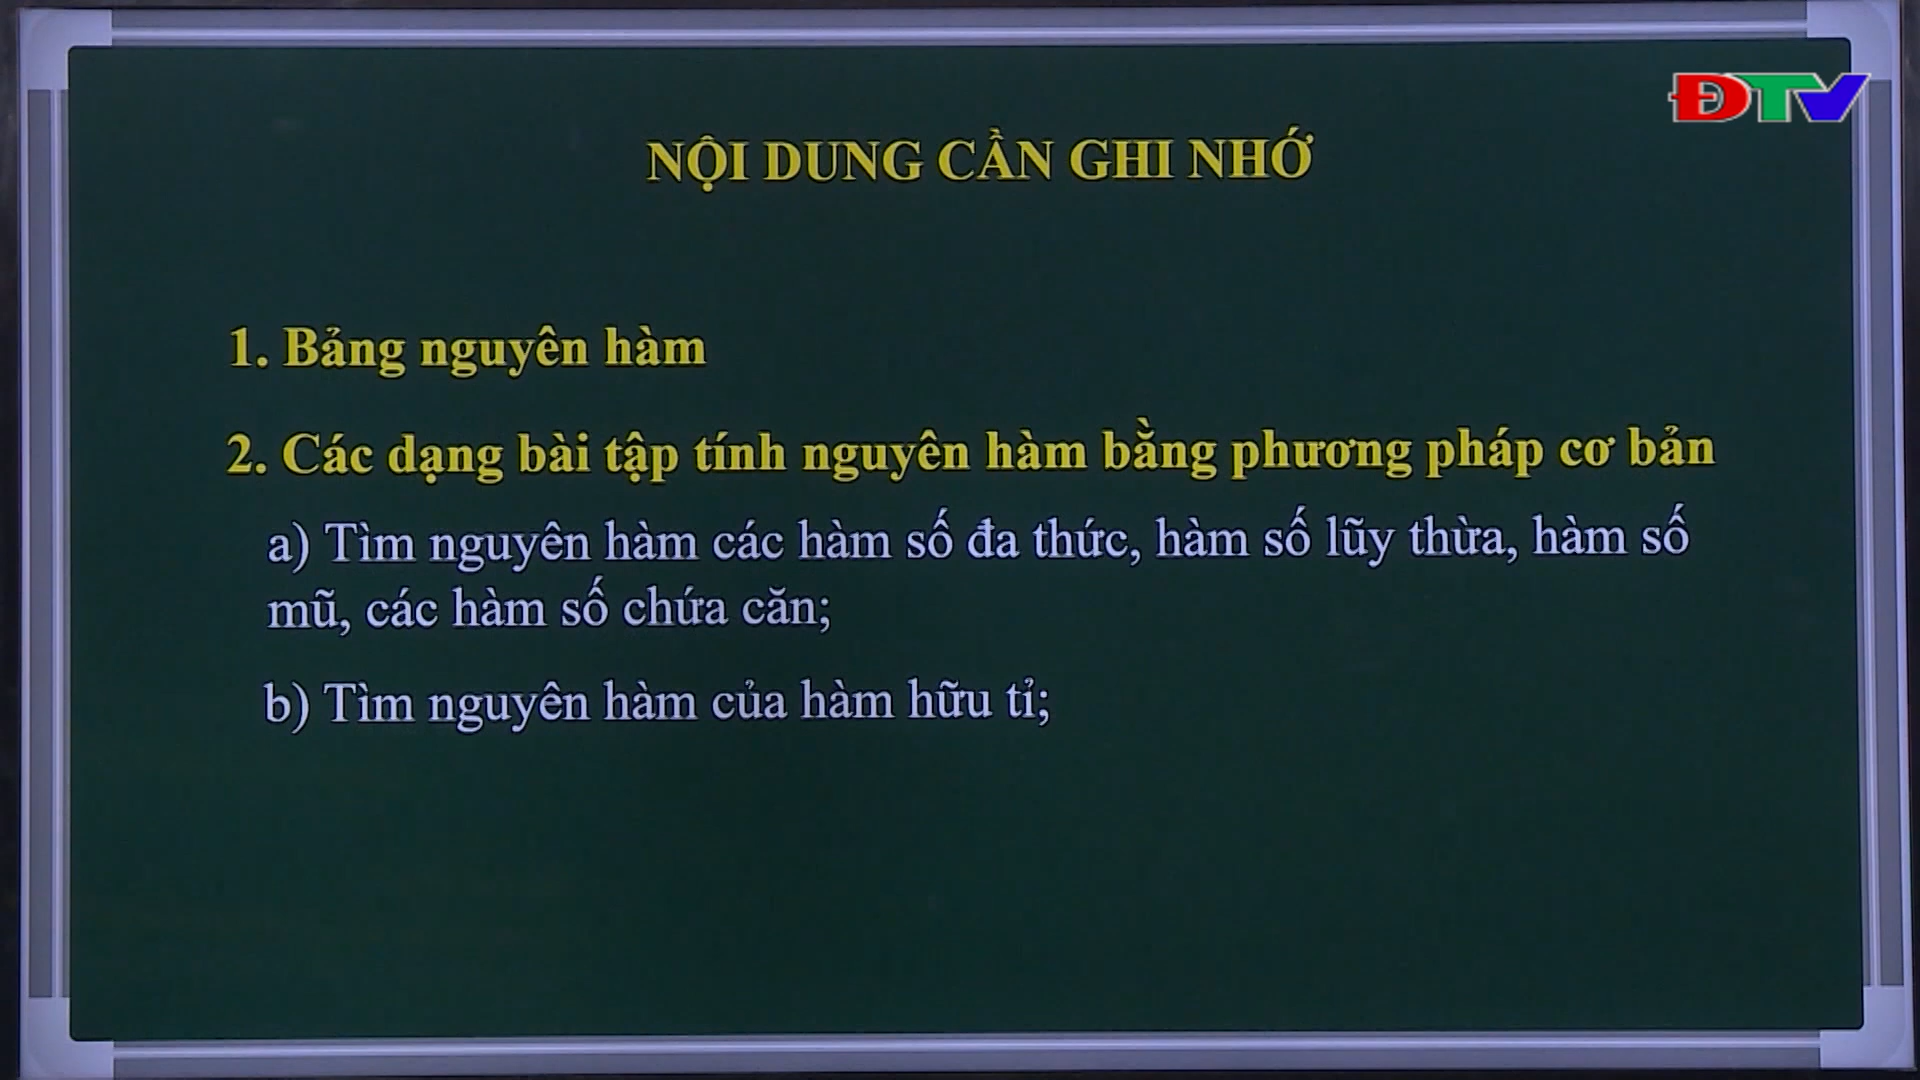 ĐTV
NỘI DUNG CẦN GHI NHỚ
1. Bảng nguyên hàm
2. Các dạng bài tập tính nguyên hàm bằng phương pháp cơ bản
a) Tìm nguyên hàm các hàm số đa thức, hàm số lũy thừa, hàm số
mũ, các hàm số chứa căn;
b) Tìm nguyên hàm của hàm hữu tỉ;